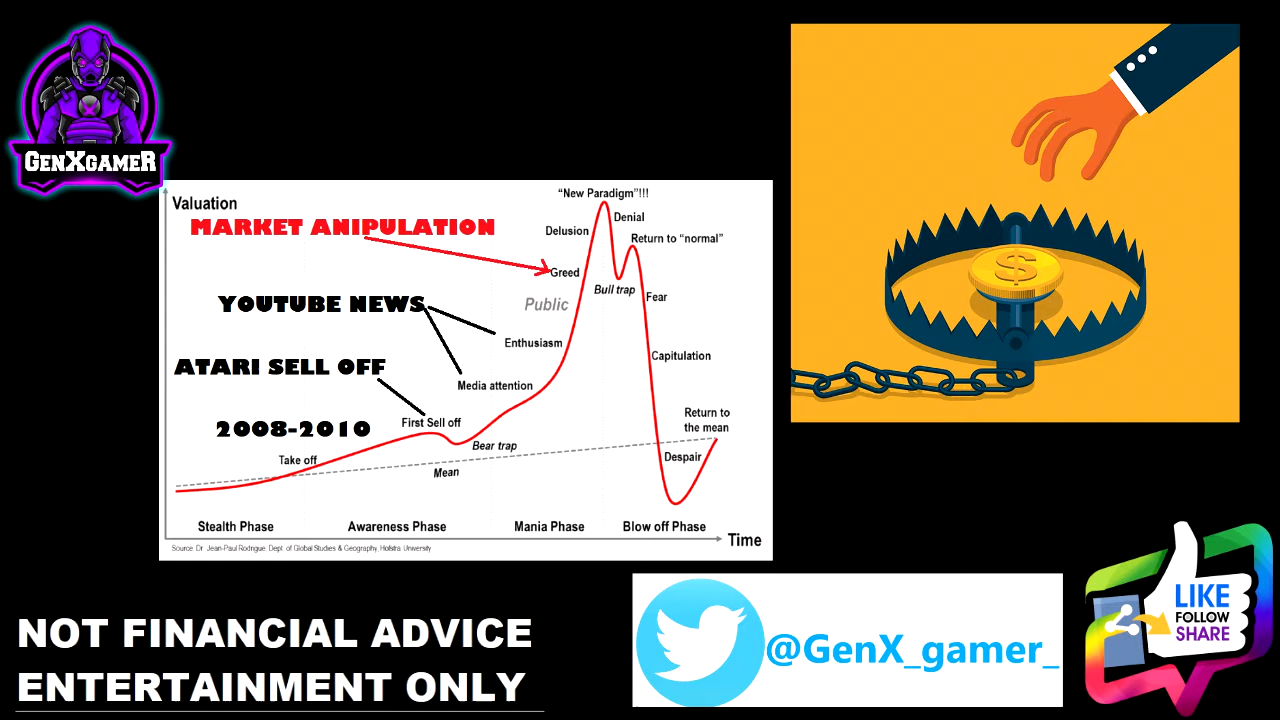 GENXGAMER
Valuation
MARKET ANIPULATION
YOUTUBE NEWS
ATARI SELL OFF
2008-2010
“New Paradigm”!!!
Denial
Delusion
Return to “normal”
Greed
Bull trap
Fear
Public
Enthusiasm
Capitulation
Media attention
First Sell off
Bear trap
Return to
the mean
Take off
Mean
Despair
Stealth Phase
Awareness Phase
Mania Phase
Blow off Phase
Time
Source: Dr. Jean-Paul Rodrigue, Dept. of Global Studies & Geography, Hofstra University
$
NOT FINANCIAL ADVICE
ENTERTAINMENT ONLY
@GenX_gamer_
LIKE
FOLLOW
SHARE